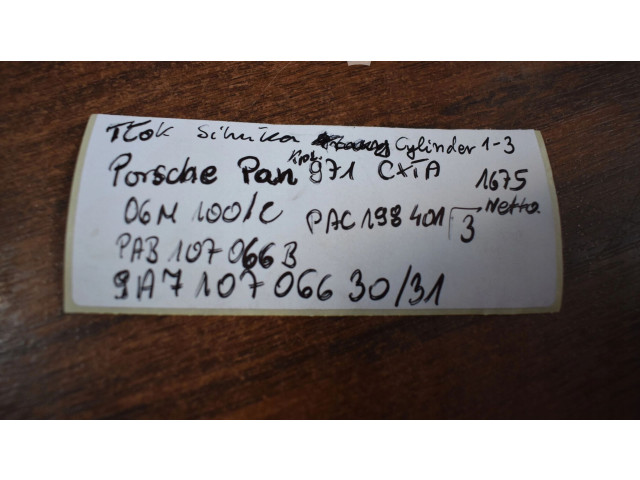 Tłok Silnika Cylinder 1-3
Porsche Pan 971 CXTA 1675
06M 100/C PAC 198 401 3 Netto
PAB 107 066 B
9A7 107 066 30/31